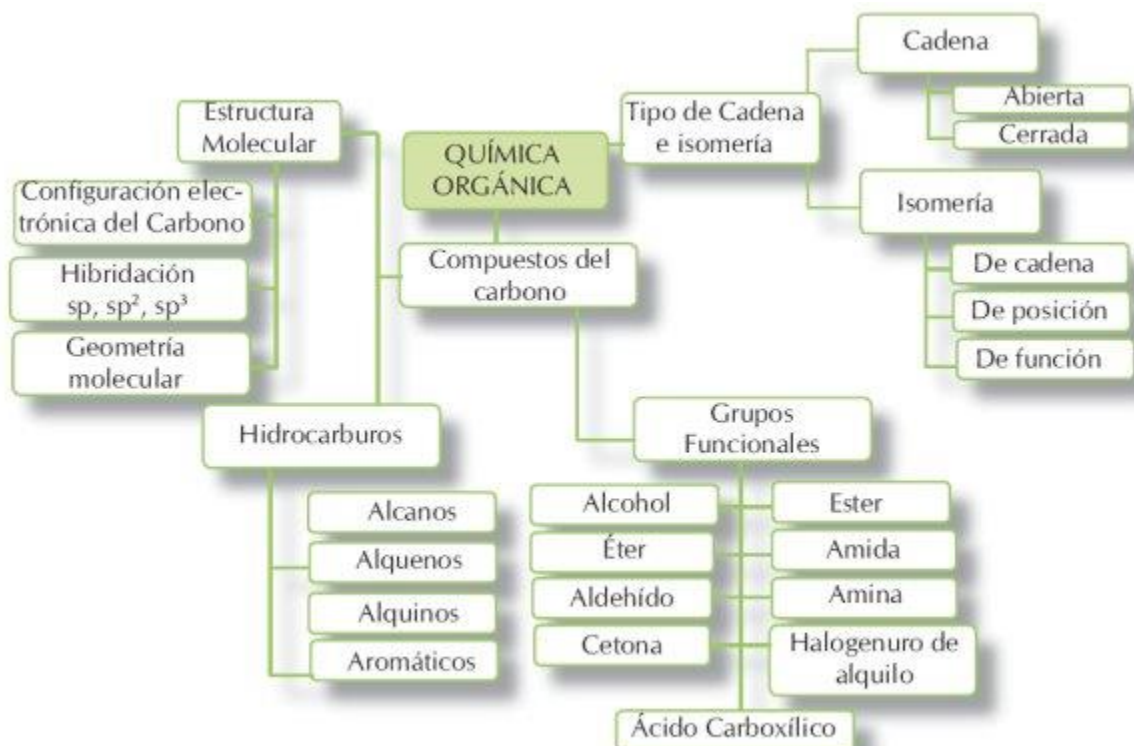 QUÍMICA
ORGÁNICA
Tipo de Cadena
e isomería
Cadena
Abierta
Cerrada
Isomería
De cadena
De posición
De función
Compuestos del
carbono
Estructura
Molecular
Configuración elec-
trónica del Carbono
Hibridación
sp, sp², sp³
Geometría
molecular
Hidrocarburos
Alcanos
Alquenos
Alquinos
Aromáticos
Grupos
Funcionales
Alcohol
Éter
Aldehído
Cetona
Ester
Amida
Amina
Halogenuro de
alquilo
Ácido Carboxílico